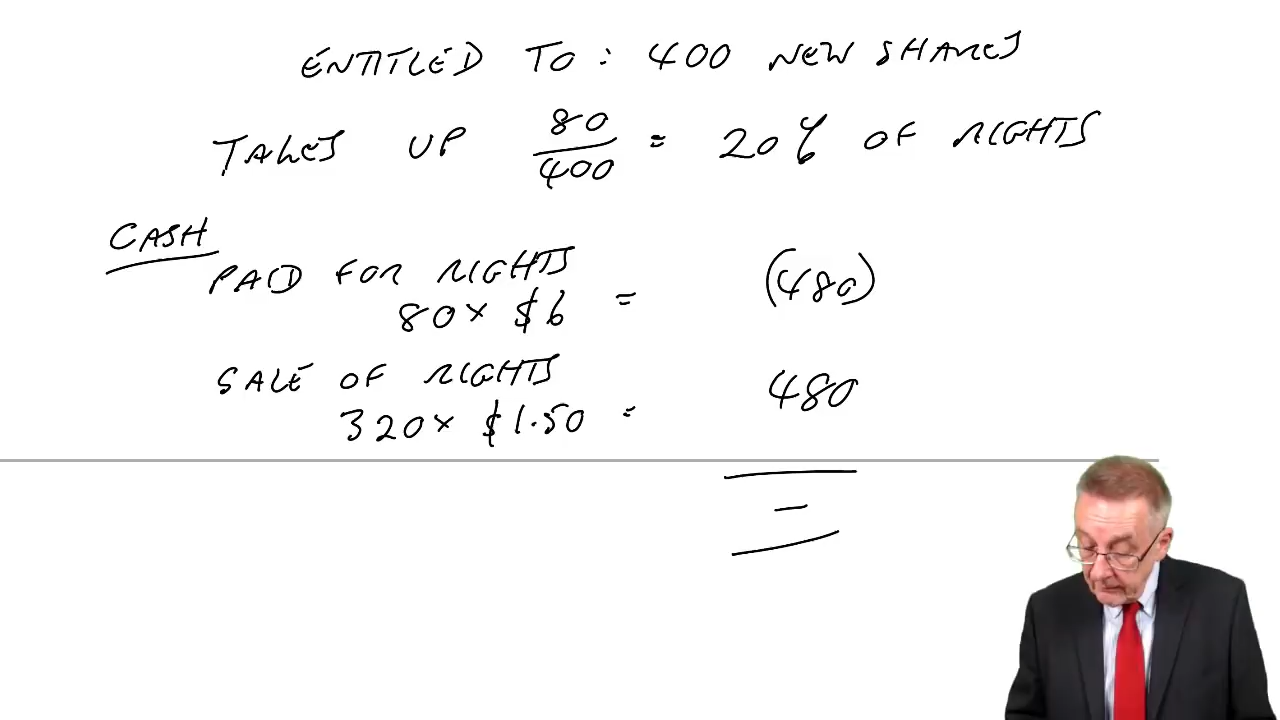 ENTITLED TO: 400 NEW SHARES
TAKES UP 80/400 = 20% OF RIGHTS
CASH
PAID FOR RIGHTS
80 × $6 = (480)
SALE OF RIGHTS
320 × $1.50 = 480
–